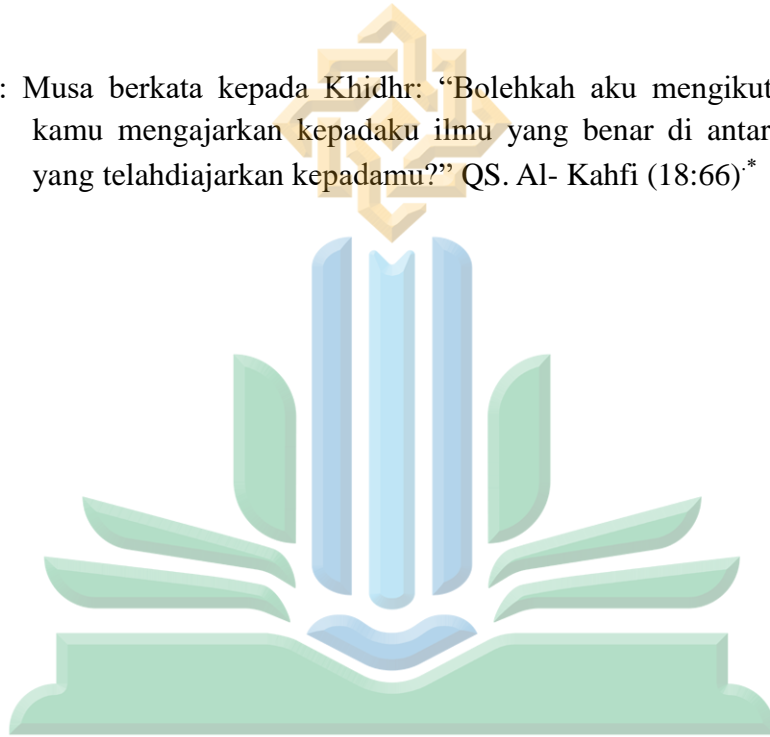 : Musa berkata kepada Khidhr: “Bolehkah aku mengikut
kamu mengajarkan kepadaku ilmu yang benar di antar
yang telahdiajarkan kepadamu?” QS. Al- Kahfi (18:66).*